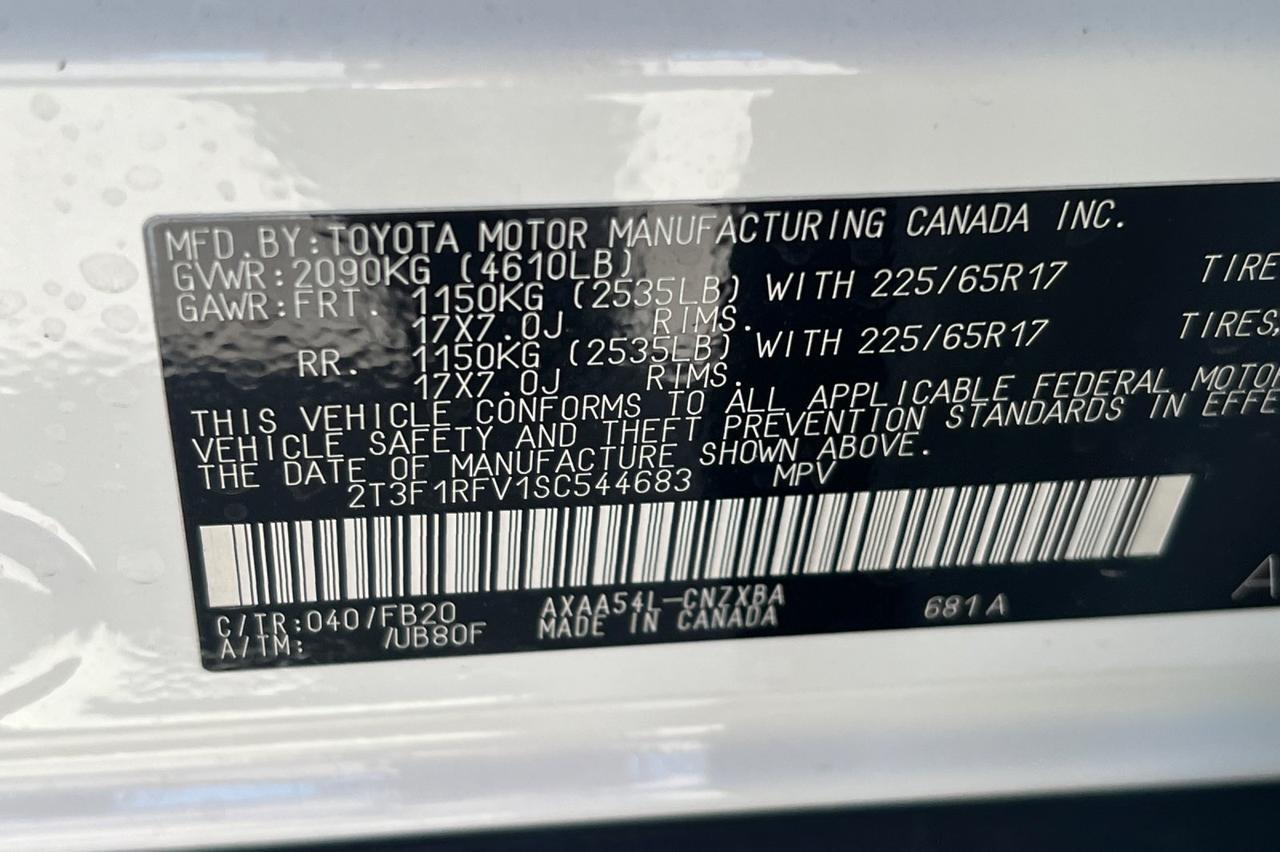 MFD.BY:TOYOTA MOTOR MANUFACTURING CANADA INC.
GVWR:2090KG (4610LB)
GAWR:FRT. 1150KG (2535LB) WITH 225/65R17 TIRE
17X7.0J RIMS.
RR. 1150KG (2535LB) WITH 225/65R17 TIRES,
17X7.0J RIMS.
THIS VEHICLE CONFORMS TO ALL APPLICABLE FEDERAL MOTOR
VEHICLE SAFETY AND THEFT PREVENTION STANDARDS IN EFFE
THE DATE OF MANUFACTURE SHOWN ABOVE.
2T3F1RFV1SC544683 MPV
C/TR:040/FB20 AXAA54L-CNZXBA 681A A
A/TM: /UB80F MADE IN CANADA